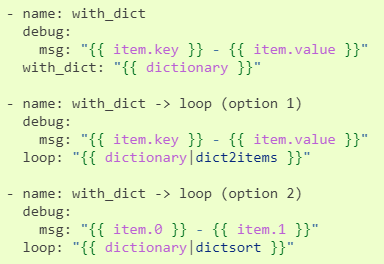 - name: with_dict
  debug:
    msg: "{{ item.key }} - {{ item.value }}"
  with_dict: "{{ dictionary }}"

- name: with_dict -> loop (option 1)
  debug:
    msg: "{{ item.key }} - {{ item.value }}"
  loop: "{{ dictionary|dict2items }}"

- name: with_dict -> loop (option 2)
  debug:
    msg: "{{ item.0 }} - {{ item.1 }}"
  loop: "{{ dictionary|dictsort }}"